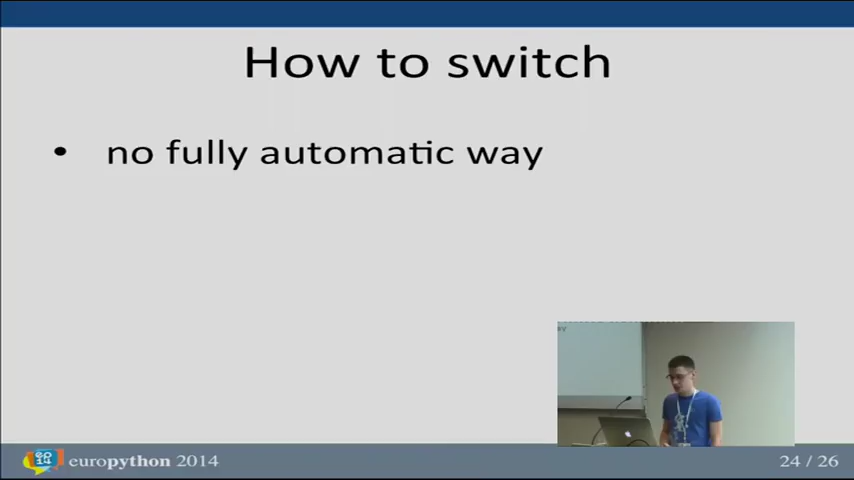 How to switch
• no fully automatic way
europython 2014
24 / 26